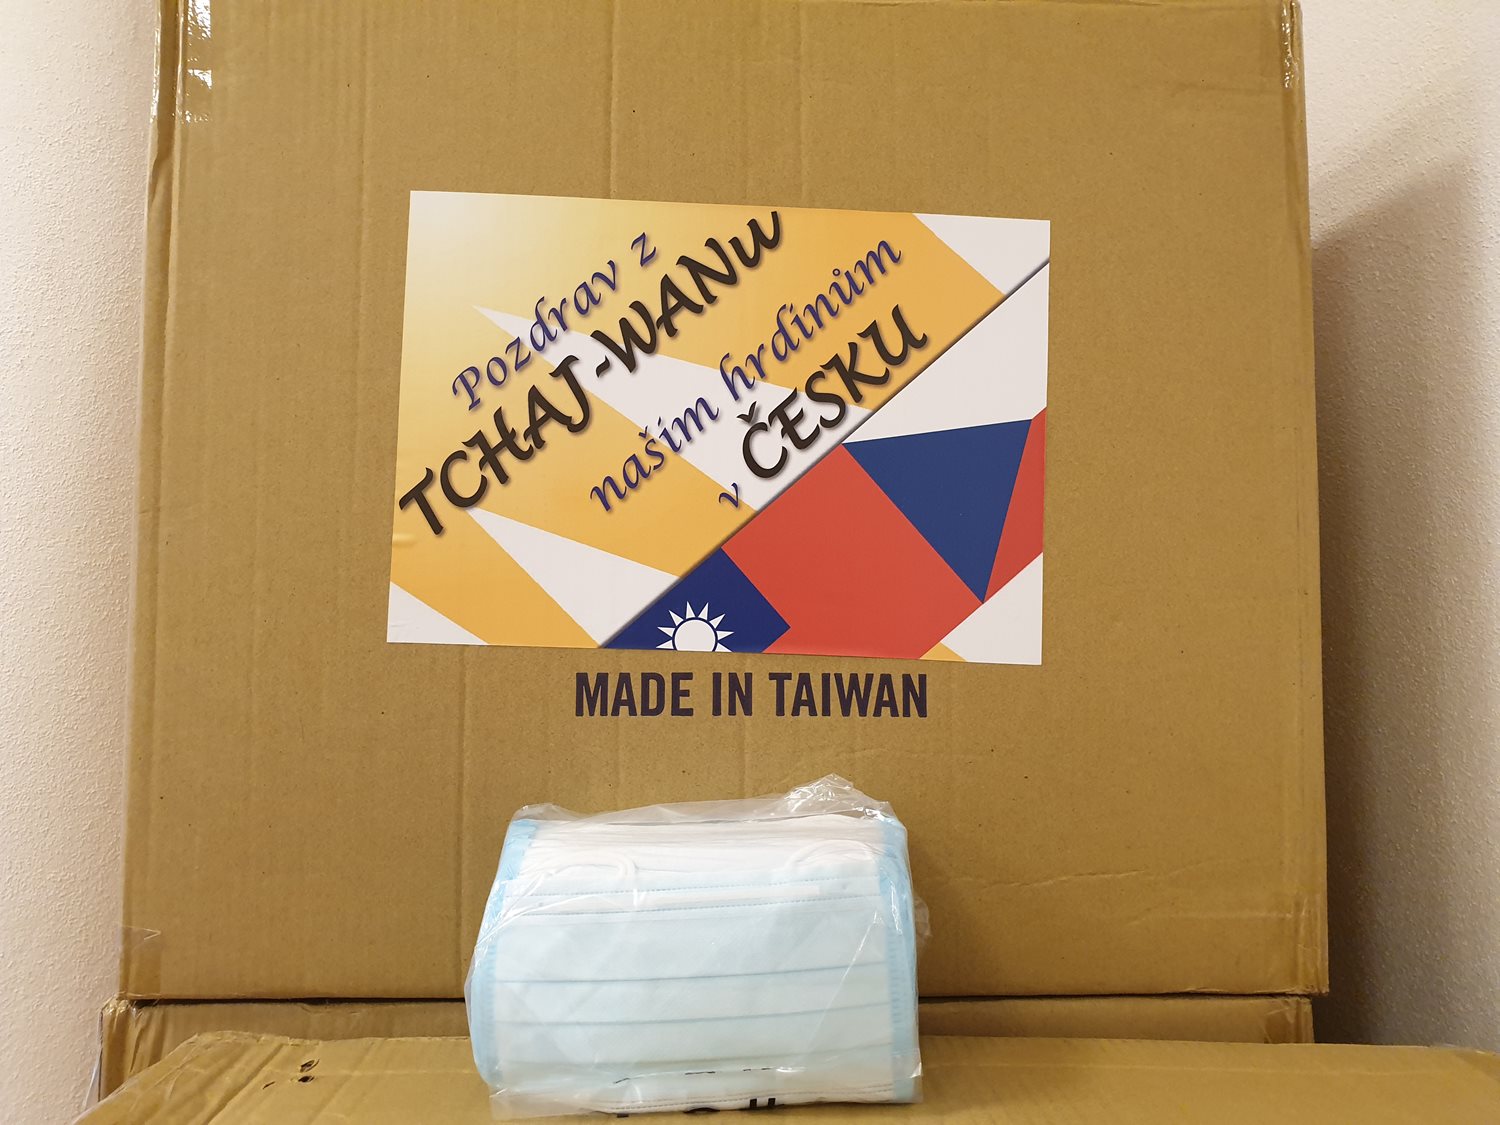 Pozdrav z
TCHAJ-WANU
našim hrdinům
v ČESKU
MADE IN TAIWAN